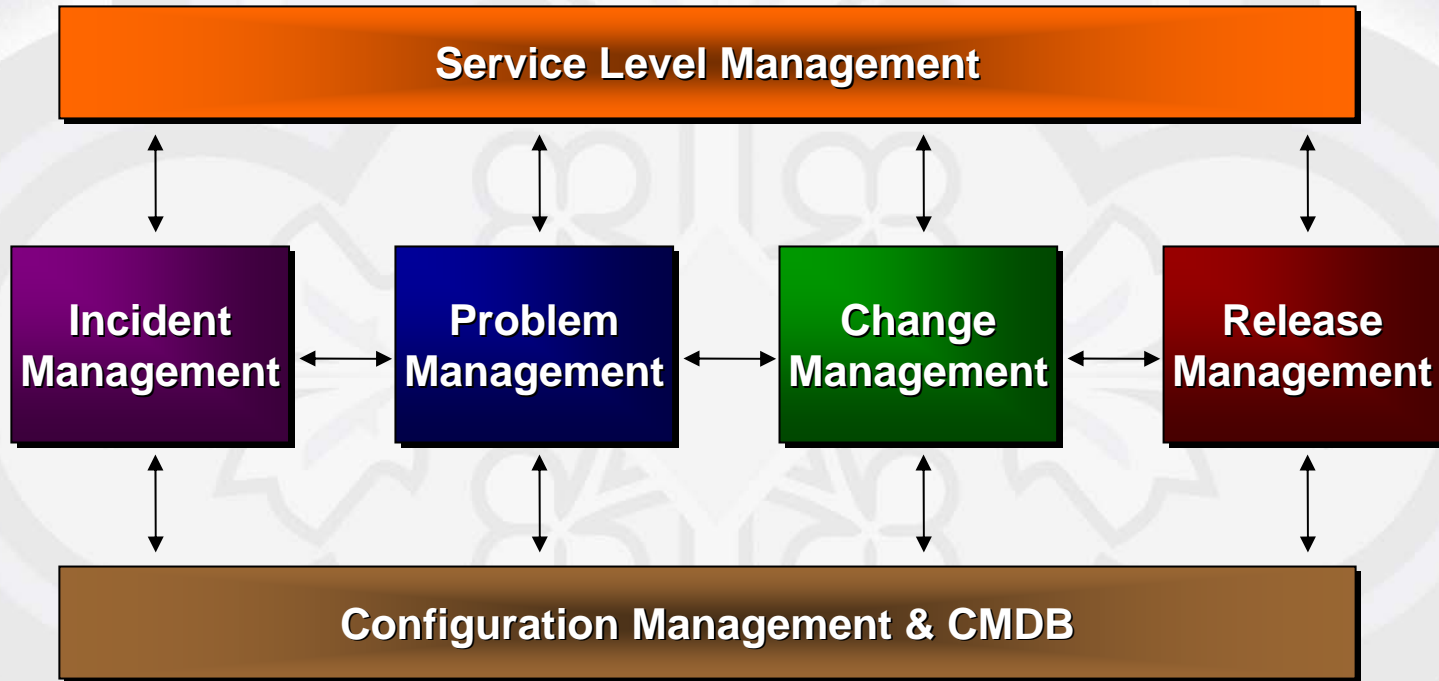 Service Level Management
Incident
Management
Problem
Management
Change
Management
Release
Management
Configuration Management & CMDB